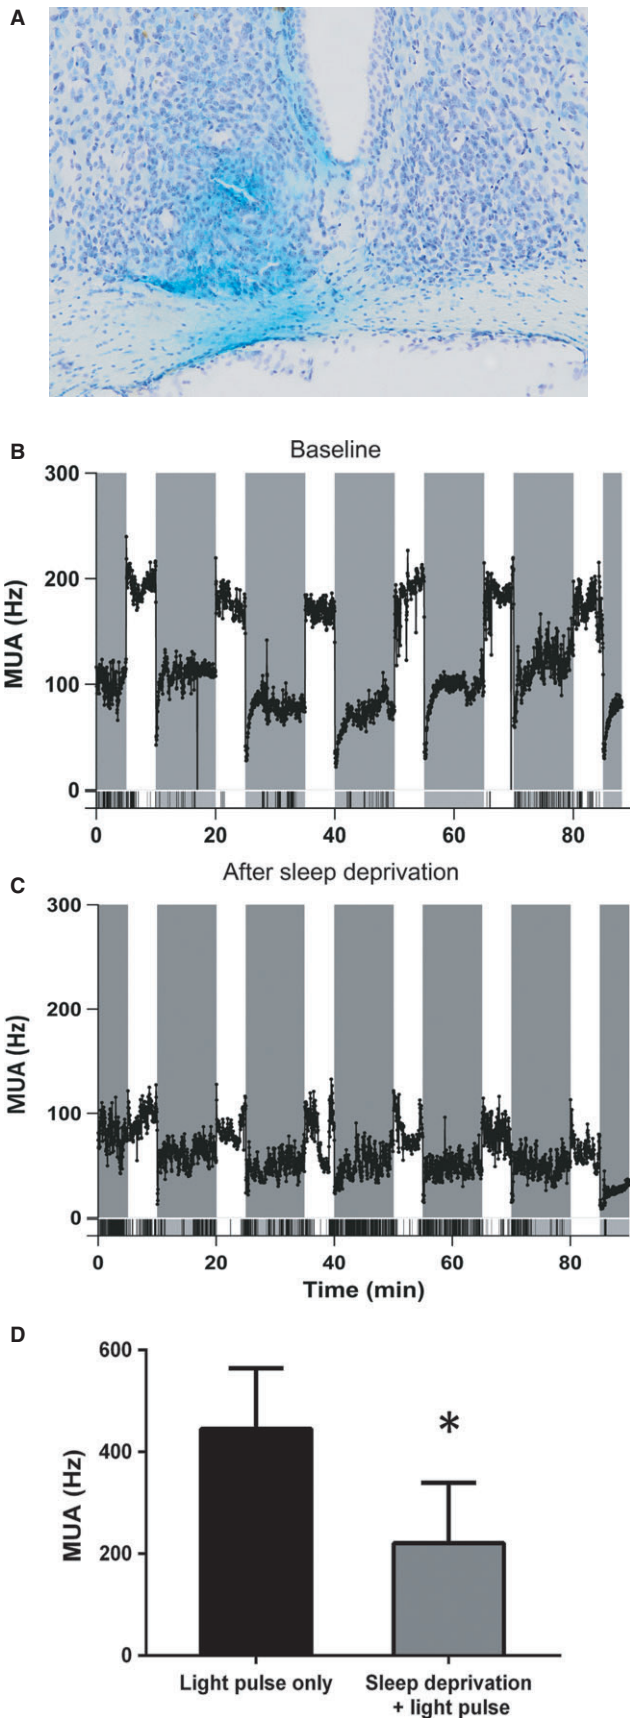 A
B
Baseline
300
200
100
0
MUA (Hz)
0 20 40 60 80
C
After sleep deprivation
300
200
100
0
MUA (Hz)
0 20 40 60 80
Time (min)
D
600
400
200
0
MUA (Hz)
*
Light pulse only
Sleep deprivation
+ light pulse